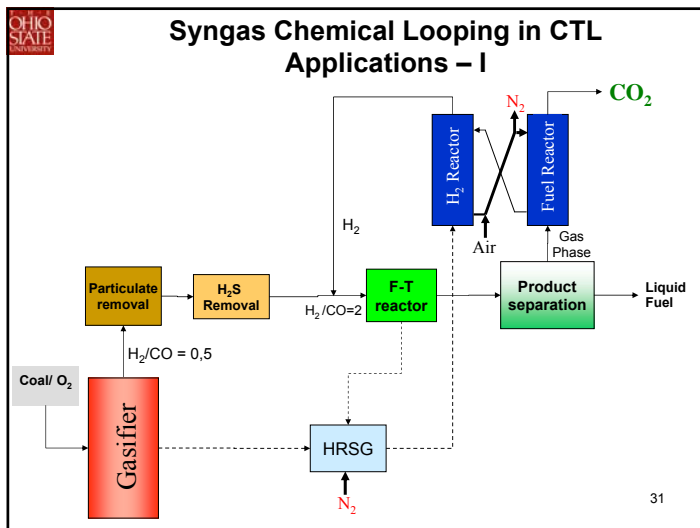 OHIO
STATE
UNIVERSITY
Syngas Chemical Looping in CTL
Applications – I
N₂
CO₂
H₂ Reactor
Fuel Reactor
H₂
Air
Gas
Phase
Particulate
removal
H₂S
Removal
H₂/CO=2
F-T
reactor
Product
separation
Liquid
Fuel
H₂/CO = 0,5
Coal/ O₂
Gasifier
HRSG
N₂
31